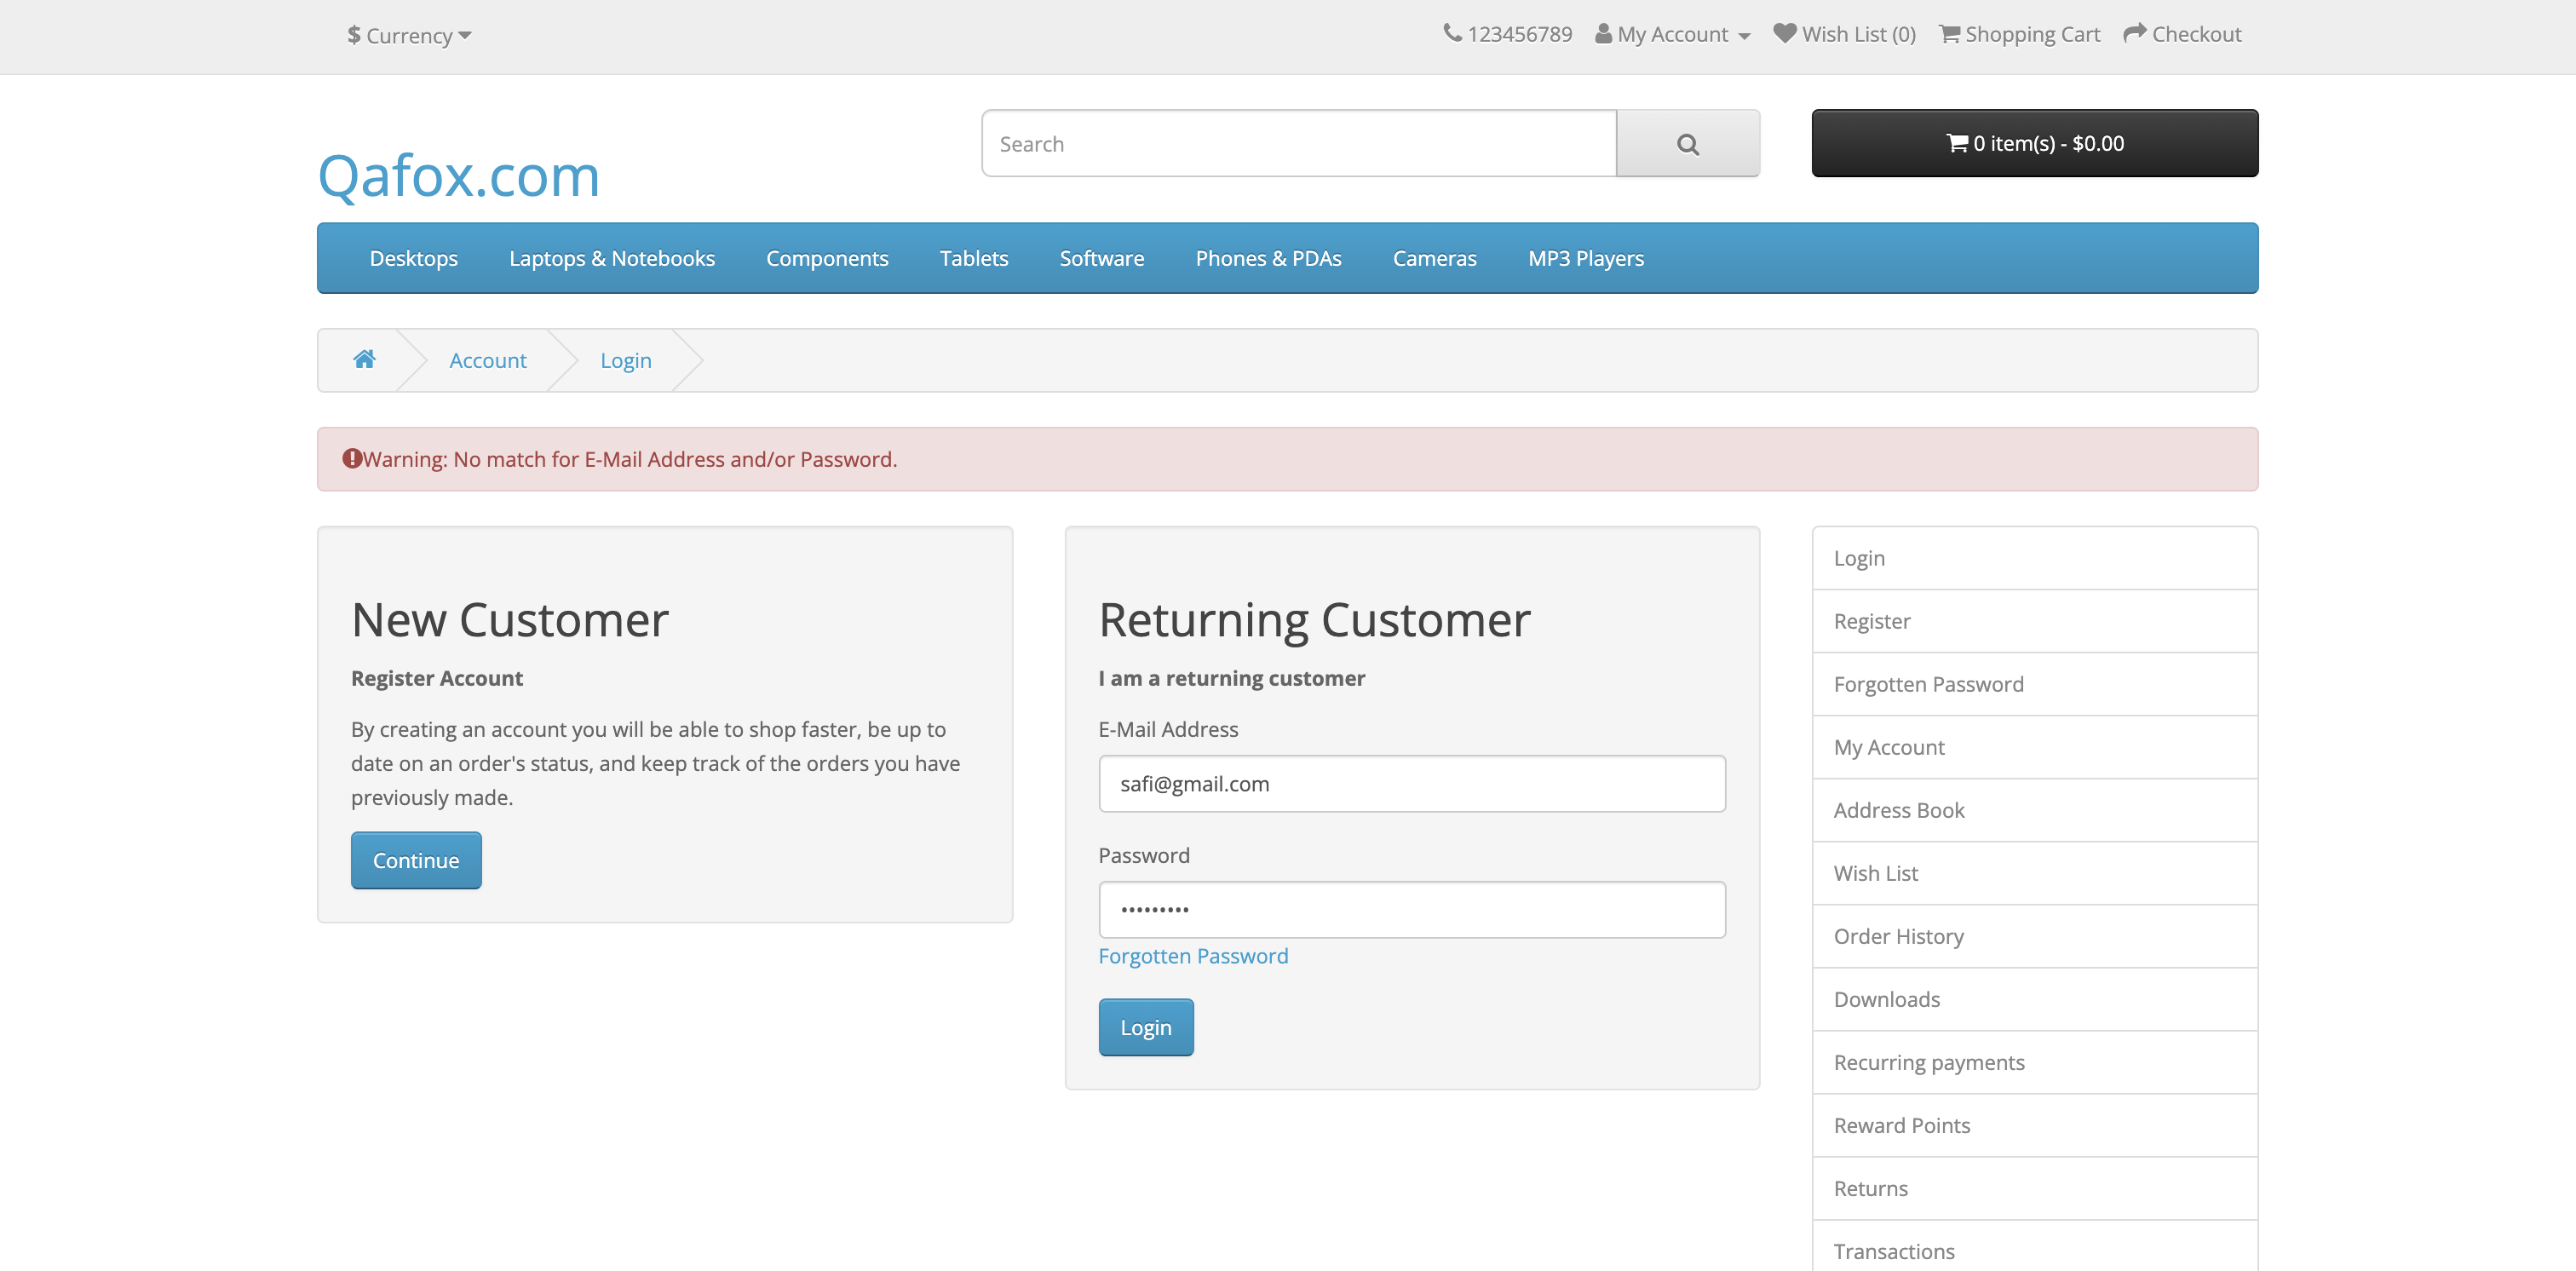 $ Currency
123456789 My Account Wish List (0) Shopping Cart Checkout
Qafox.com
Search
0 item(s) - $0.00
Desktops Laptops & Notebooks Components Tablets Software Phones & PDAs Cameras MP3 Players
Account Login
Warning: No match for E-Mail Address and/or Password.
New Customer
Register Account
By creating an account you will be able to shop faster, be up to
date on an order's status, and keep track of the orders you have
previously made.
Continue
Returning Customer
I am a returning customer
E-Mail Address
safi@gmail.com
Password
•••••••••
Forgotten Password
Login
Login
Register
Forgotten Password
My Account
Address Book
Wish List
Order History
Downloads
Recurring payments
Reward Points
Returns
Transactions